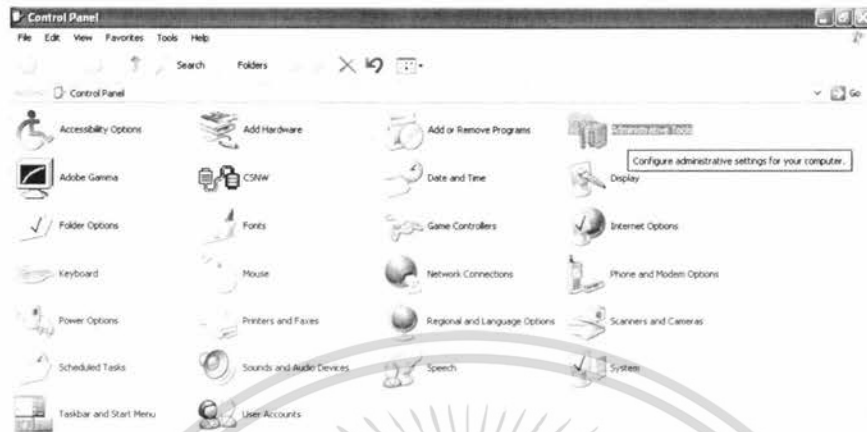 Control Panel
File Edit View Favorites Tools Help
Search Folders
Control Panel Go
Accessibility Options Add Hardware Add or Remove Programs Administrative Tools
Configure administrative settings for your computer.
Adobe Gamma CSNW Date and Time Display
Folder Options Fonts Game Controllers Internet Options
Keyboard Mouse Network Connections Phone and Modem Options
Power Options Printers and Faxes Regional and Language Options Scanners and Cameras
Scheduled Tasks Sounds and Audio Devices Speech System
Taskbar and Start Menu User Accounts